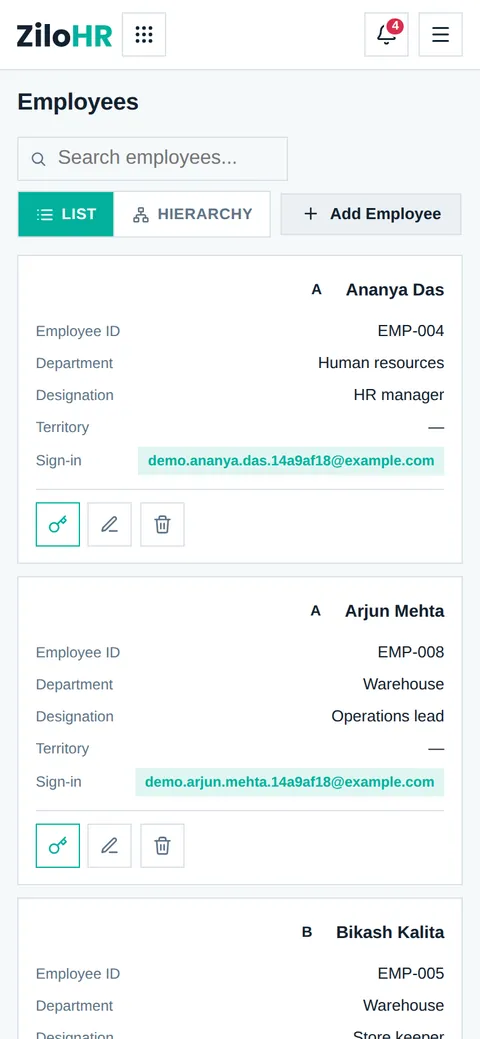 ZiloHR
4
Employees
Search employees...
LIST HIERARCHY + Add Employee
A Ananya Das
Employee ID EMP-004
Department Human resources
Designation HR manager
Territory —
Sign-in demo.ananya.das.14a9af18@example.com
A Arjun Mehta
Employee ID EMP-008
Department Warehouse
Designation Operations lead
Territory —
Sign-in demo.arjun.mehta.14a9af18@example.com
B Bikash Kalita
Employee ID EMP-005
Department Warehouse
Designation Store keeper